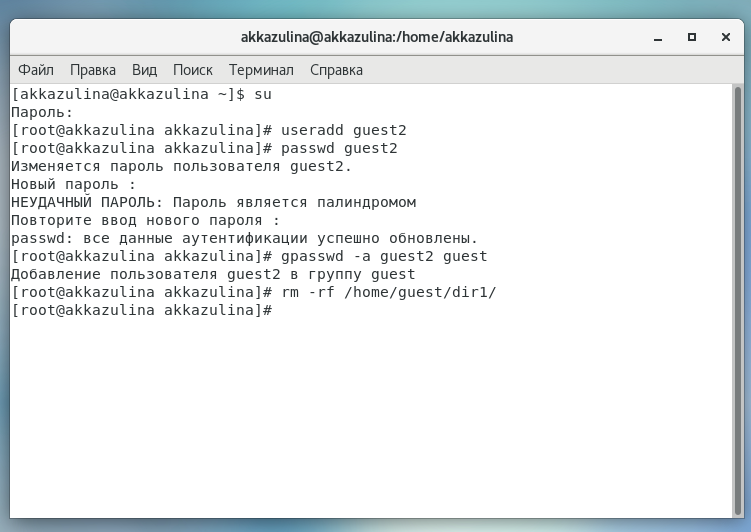 akkazulina@akkazulina:/home/akkazulina
Файл Правка Вид Поиск Терминал Справка
[akkazulina@akkazulina ~]$ su
Пароль:
[root@akkazulina akkazulina]# useradd guest2
[root@akkazulina akkazulina]# passwd guest2
Изменяется пароль пользователя guest2.
Новый пароль :
НЕУДАЧНЫЙ ПАРОЛЬ: Пароль является палиндромом
Повторите ввод нового пароля :
passwd: все данные аутентификации успешно обновлены.
[root@akkazulina akkazulina]# gpasswd -a guest2 guest
Добавление пользователя guest2 в группу guest
[root@akkazulina akkazulina]# rm -rf /home/guest/dir1/
[root@akkazulina akkazulina]#